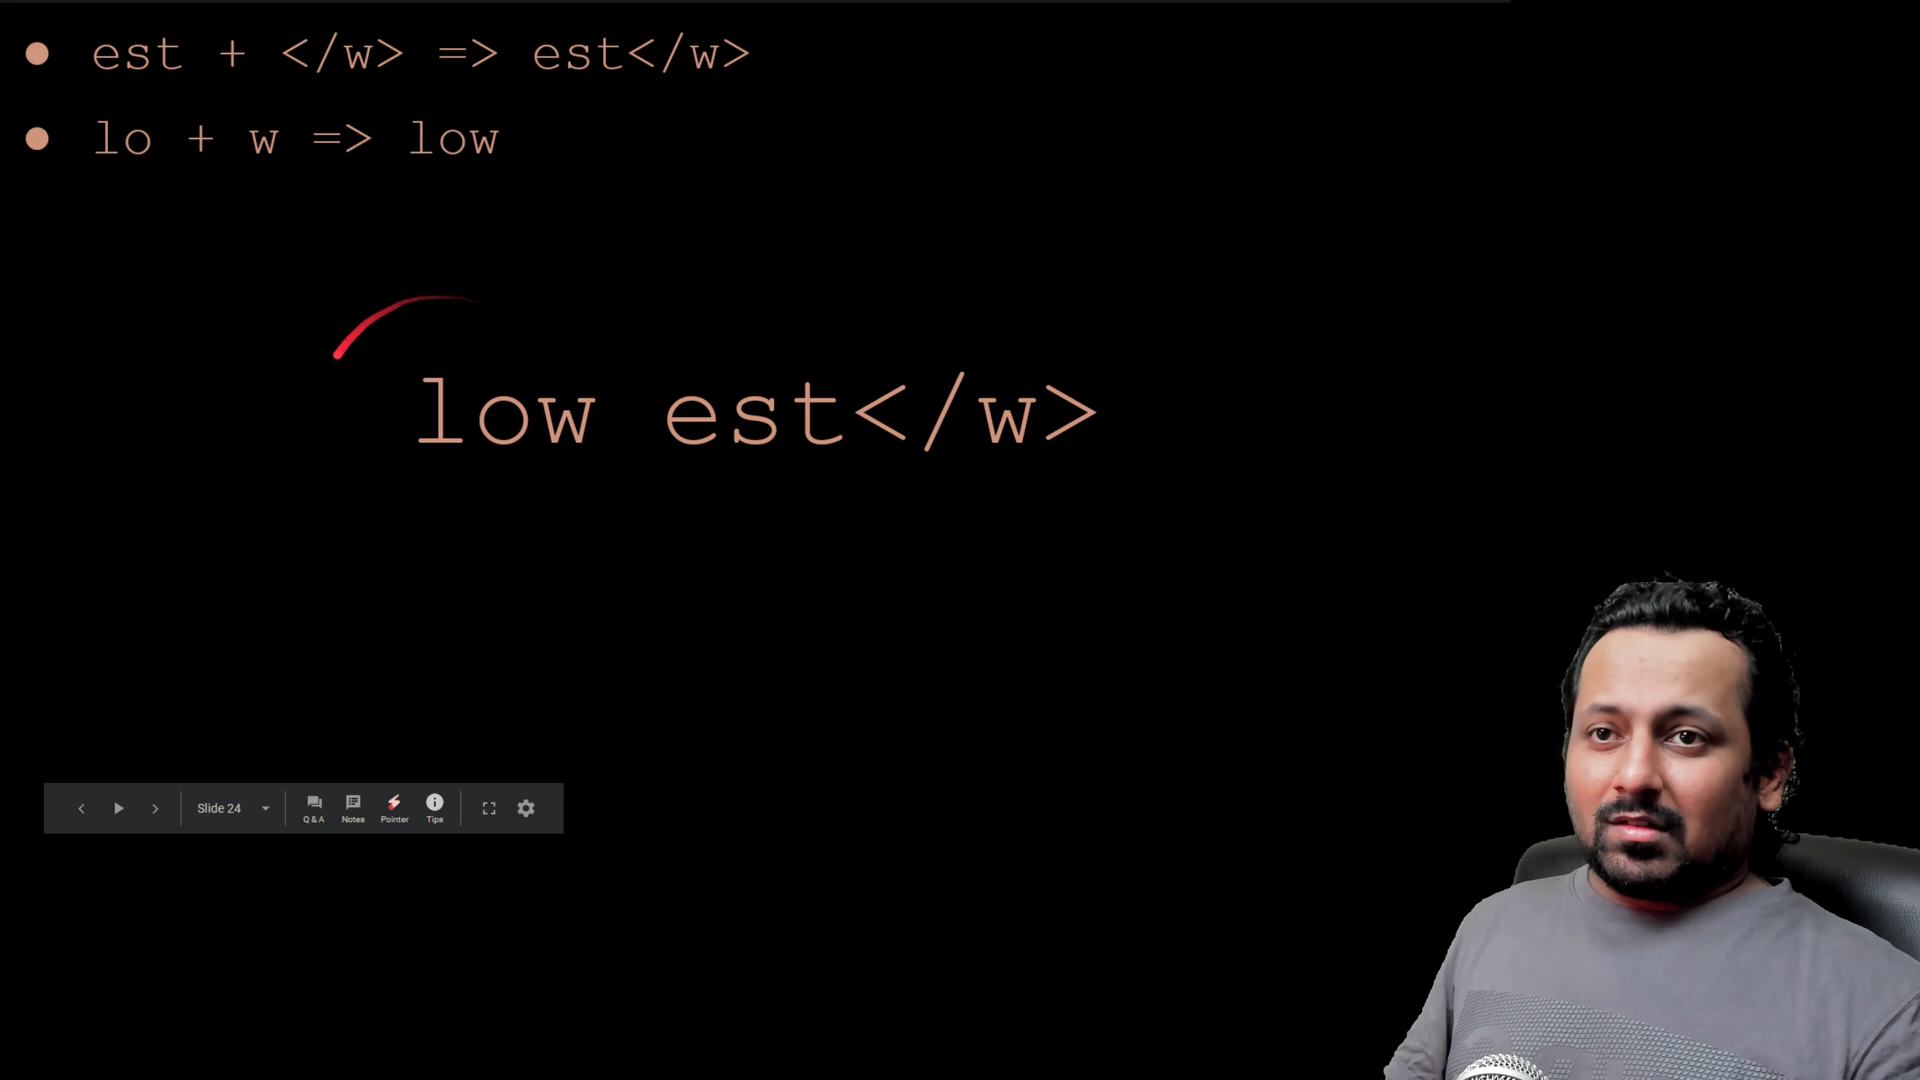 ● est + </w> => est</w>
● lo + w => low
low est</w>
Slide 24
Q & A
Notes
Pointer
Tips